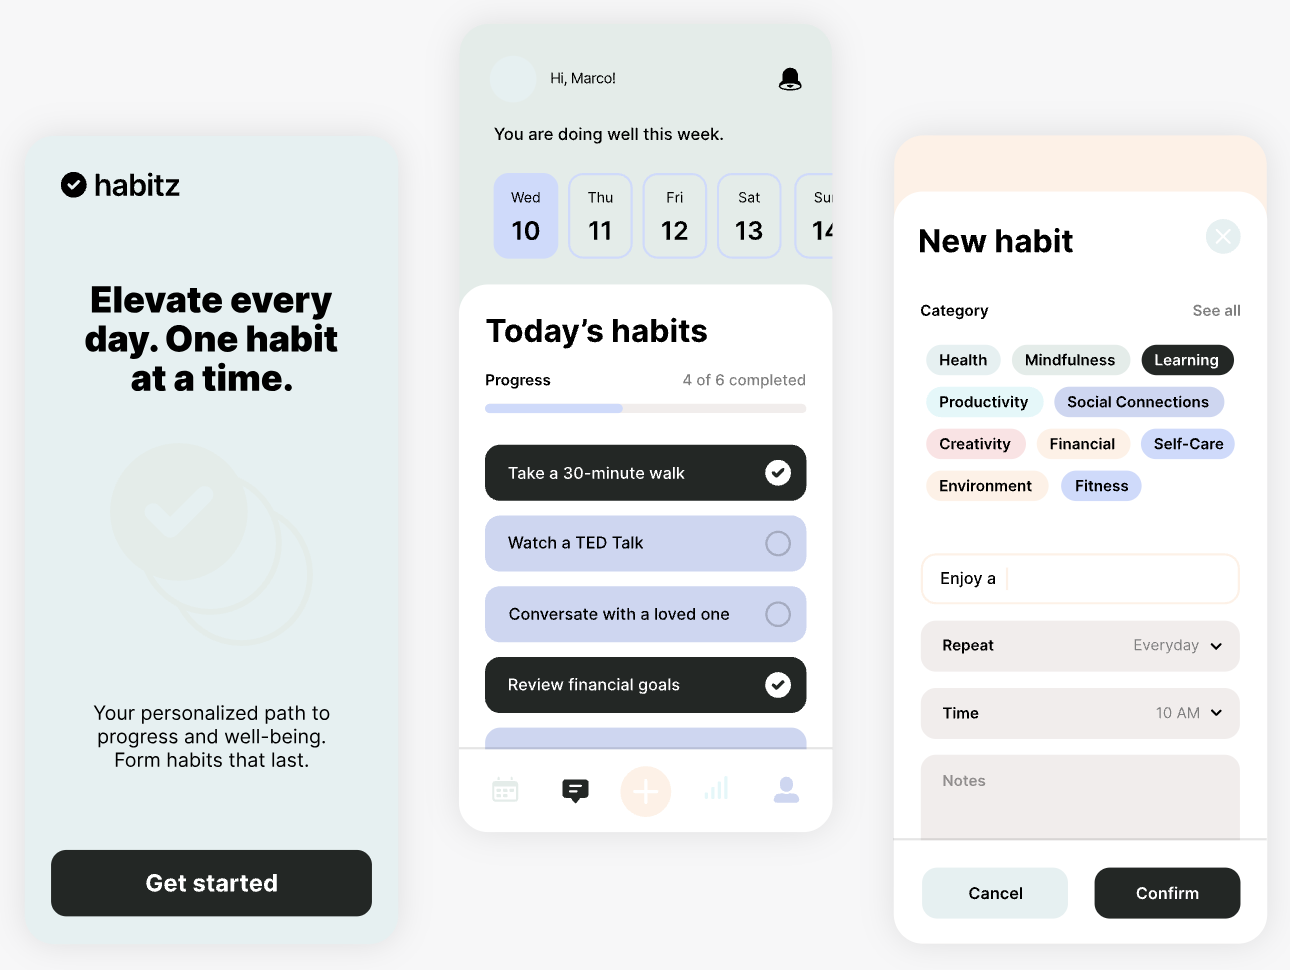 habitz
Elevate every
day. One habit
at a time.
Your personalized path to
progress and well-being.
Form habits that last.
Get started
Hi, Marco!
You are doing well this week.
Wed Thu Fri Sat Sun
10 11 12 13 14
Today’s habits
Progress 4 of 6 completed
Take a 30-minute walk
Watch a TED Talk
Conversate with a loved one
Review financial goals
New habit
Category See all
Health Mindfulness Learning
Productivity Social Connections
Creativity Financial Self-Care
Environment Fitness
Enjoy a
Repeat Everyday
Time 10 AM
Notes
Cancel Confirm